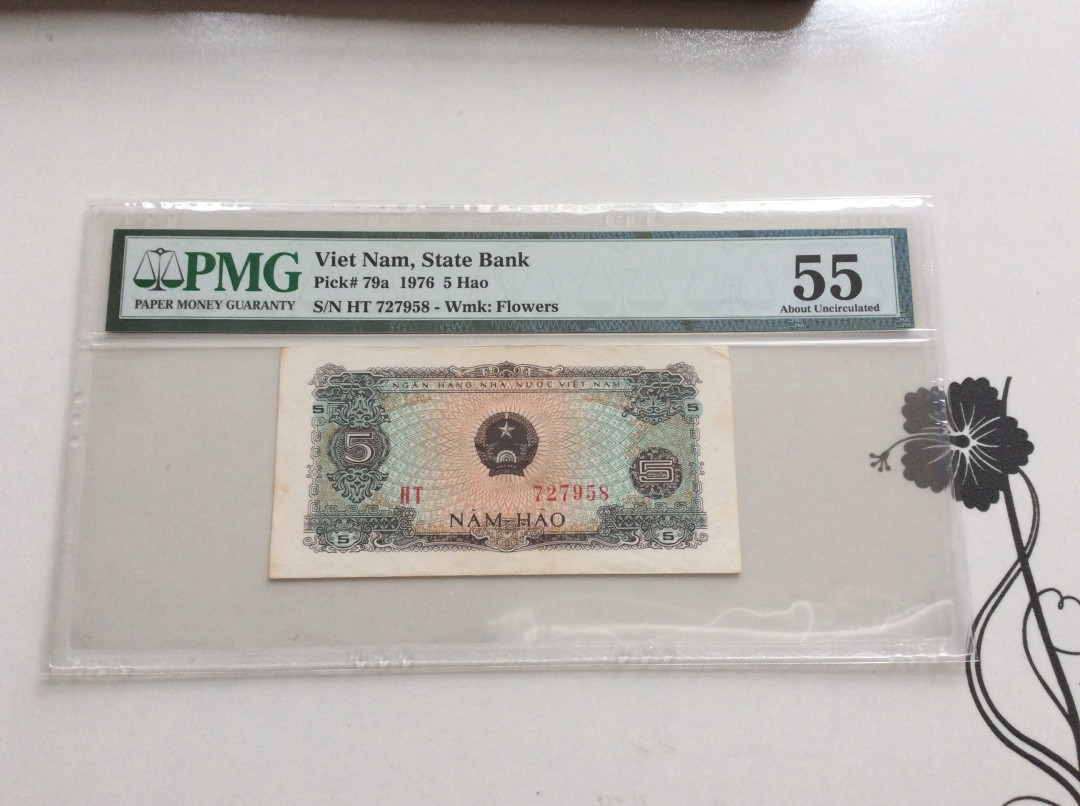 PMG
PAPER MONEY GUARANTY
Viet Nam, State Bank
Pick# 79a 1976 5 Hao
S/N HT 727958 - Wmk: Flowers
55
About Uncirculated
NGÂN HÀNG NHÀ NƯỚC VIỆT NAM
5 5
5 5
HT 727958
NĂM HÀO
5 5